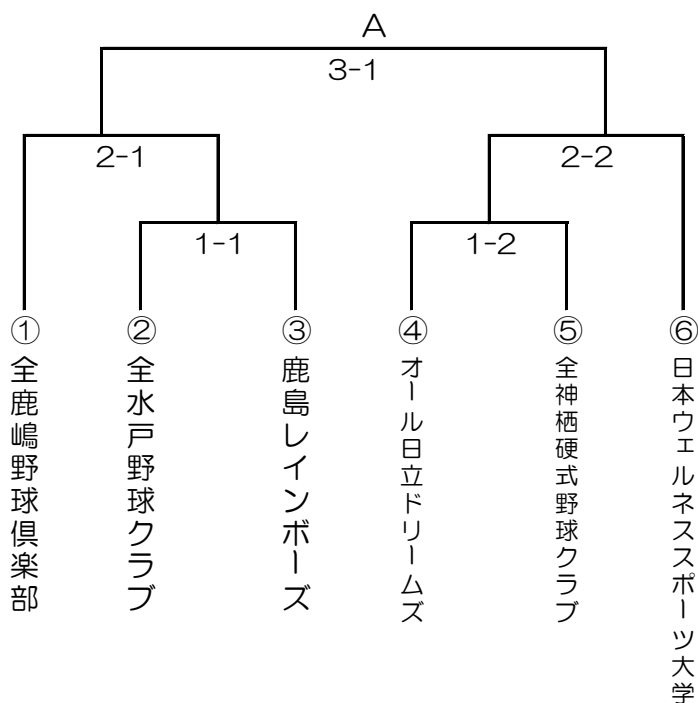 A
3-1
2-1
2-2
1-1
1-2
①全鹿嶋野球倶楽部
②全水戸野球クラブ
③鹿島レインボーズ
④オール日立ドリームズ
⑤全神栖硬式野球クラブ
⑥日本ウェルネススポーツ大学